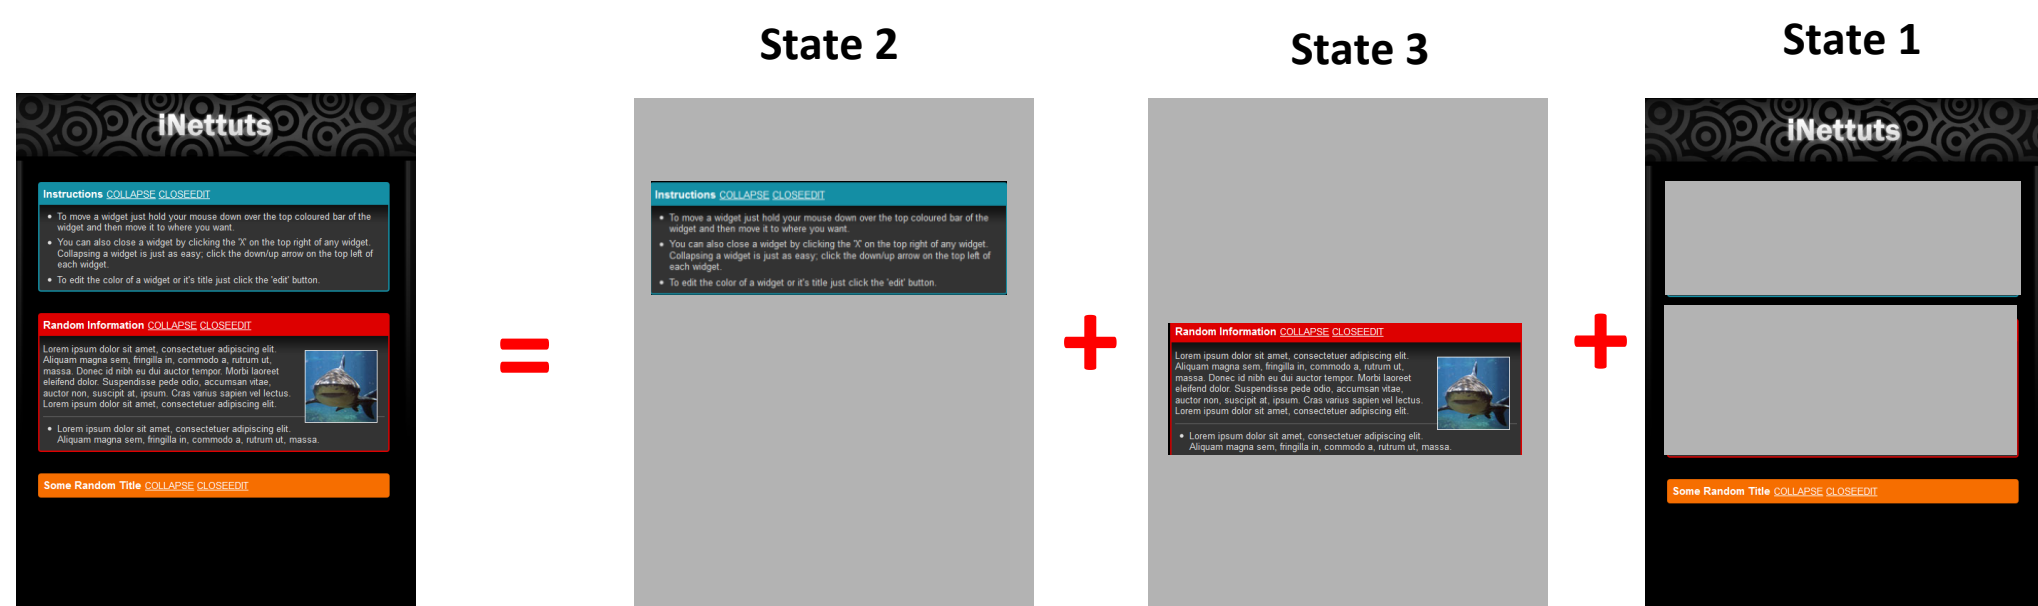 State 2
State 3
State 1
iNettuts
Instructions COLLAPSE CLOSEEDIT
To move a widget just hold your mouse down over the top coloured bar of the
widget and then move it to where you want.
You can also close a widget by clicking the 'X' on the top right of any widget.
Collapsing a widget is just as easy; click the down/up arrow on the top left of
each widget.
To edit the color of a widget or it's title just click the 'edit' button.
Random Information COLLAPSE CLOSEEDIT
Lorem ipsum dolor sit amet, consectetuer adipiscing elit.
Aliquam magna sem, fringilla in, commodo a, rutrum ut,
massa. Donec id nibh eu dui auctor tempor. Morbi laoreet
eleifend dolor. Suspendisse pede odio, accumsan vitae,
auctor non, suscipit at, ipsum. Cras varius sapien vel lectus.
Lorem ipsum dolor sit amet, consectetuer adipiscing elit.
Lorem ipsum dolor sit amet, consectetuer adipiscing elit.
Aliquam magna sem, fringilla in, commodo a, rutrum ut, massa.
Some Random Title COLLAPSE CLOSEEDIT
=
Instructions COLLAPSE CLOSEEDIT
To move a widget just hold your mouse down over the top coloured bar of the
widget and then move it to where you want.
You can also close a widget by clicking the 'X' on the top right of any widget.
Collapsing a widget is just as easy; click the down/up arrow on the top left of
each widget.
To edit the color of a widget or it's title just click the 'edit' button.
+
Random Information COLLAPSE CLOSEEDIT
Lorem ipsum dolor sit amet, consectetuer adipiscing elit.
Aliquam magna sem, fringilla in, commodo a, rutrum ut,
massa. Donec id nibh eu dui auctor tempor. Morbi laoreet
eleifend dolor. Suspendisse pede odio, accumsan vitae,
auctor non, suscipit at, ipsum. Cras varius sapien vel lectus.
Lorem ipsum dolor sit amet, consectetuer adipiscing elit.
Lorem ipsum dolor sit amet, consectetuer adipiscing elit.
Aliquam magna sem, fringilla in, commodo a, rutrum ut, massa.
+
iNettuts
Some Random Title COLLAPSE CLOSEEDIT